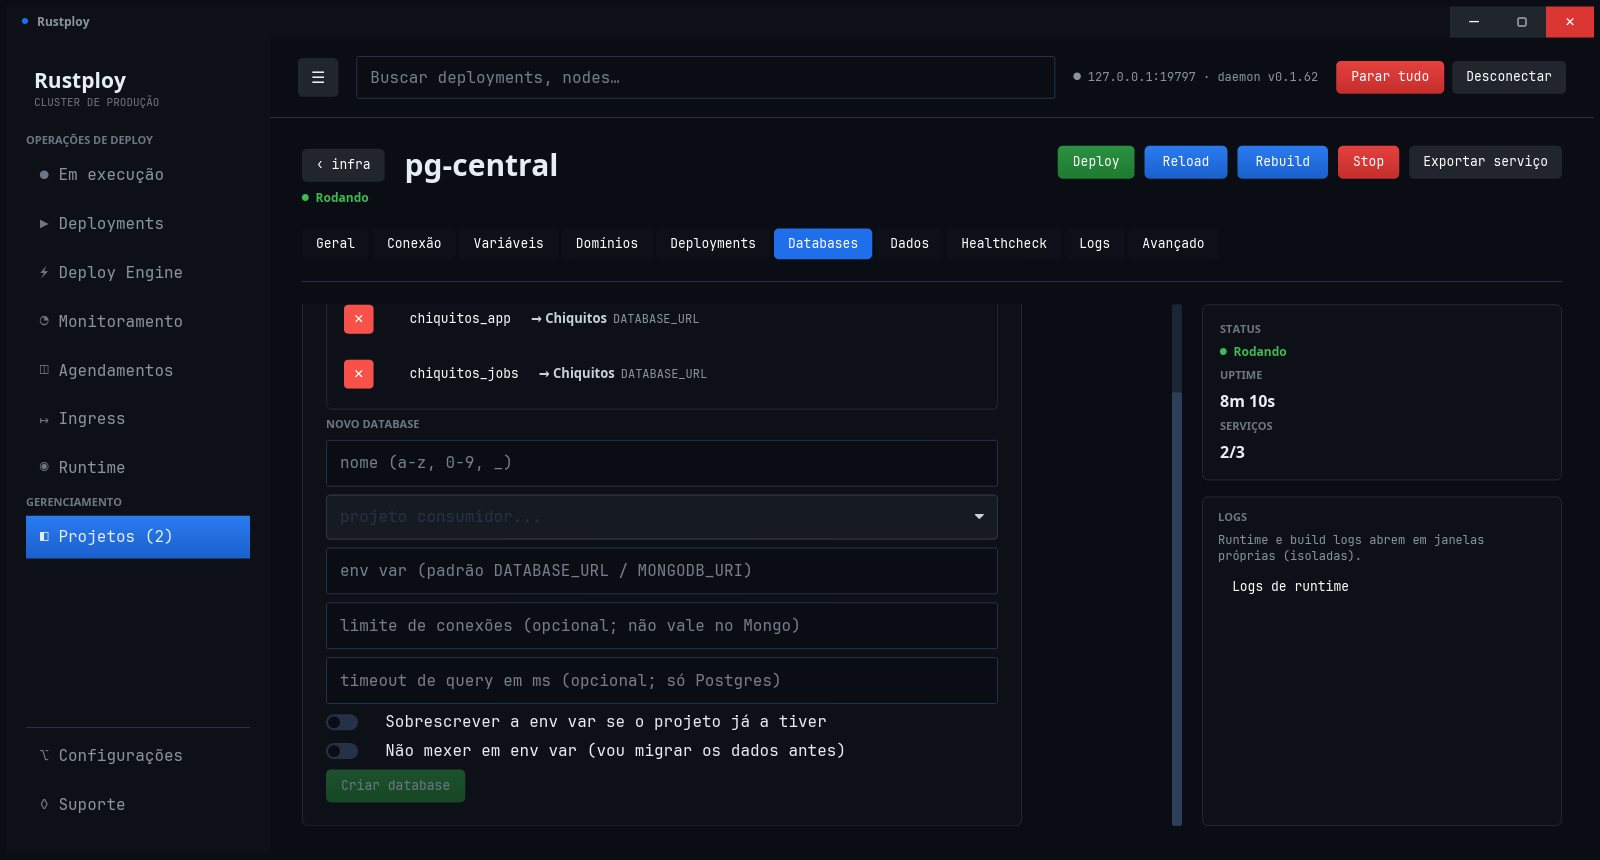 Rustploy
Rustploy
CLUSTER DE PRODUÇÃO
OPERAÇÕES DE DEPLOY
Em execução
Deployments
Deploy Engine
Monitoramento
Agendamentos
Ingress
Runtime
GERENCIAMENTO
Projetos (2)
Configurações
Suporte
Buscar deployments, nodes…
127.0.0.1:19797 · daemon v0.1.62
Parar tudo
Desconectar
‹ infra
pg-central
Deploy
Reload
Rebuild
Stop
Exportar serviço
Rodando
Geral
Conexão
Variáveis
Domínios
Deployments
Databases
Dados
Healthcheck
Logs
Avançado
chiquitos_app → Chiquitos DATABASE_URL
chiquitos_jobs → Chiquitos DATABASE_URL
NOVO DATABASE
nome (a-z, 0-9, _)
projeto consumidor...
env var (padrão DATABASE_URL / MONGODB_URI)
limite de conexões (opcional; não vale no Mongo)
timeout de query em ms (opcional; só Postgres)
Sobrescrever a env var se o projeto já a tiver
Não mexer em env var (vou migrar os dados antes)
Criar database
STATUS
Rodando
UPTIME
8m 10s
SERVIÇOS
2/3
LOGS
Runtime e build logs abrem em janelas
próprias (isoladas).
Logs de runtime